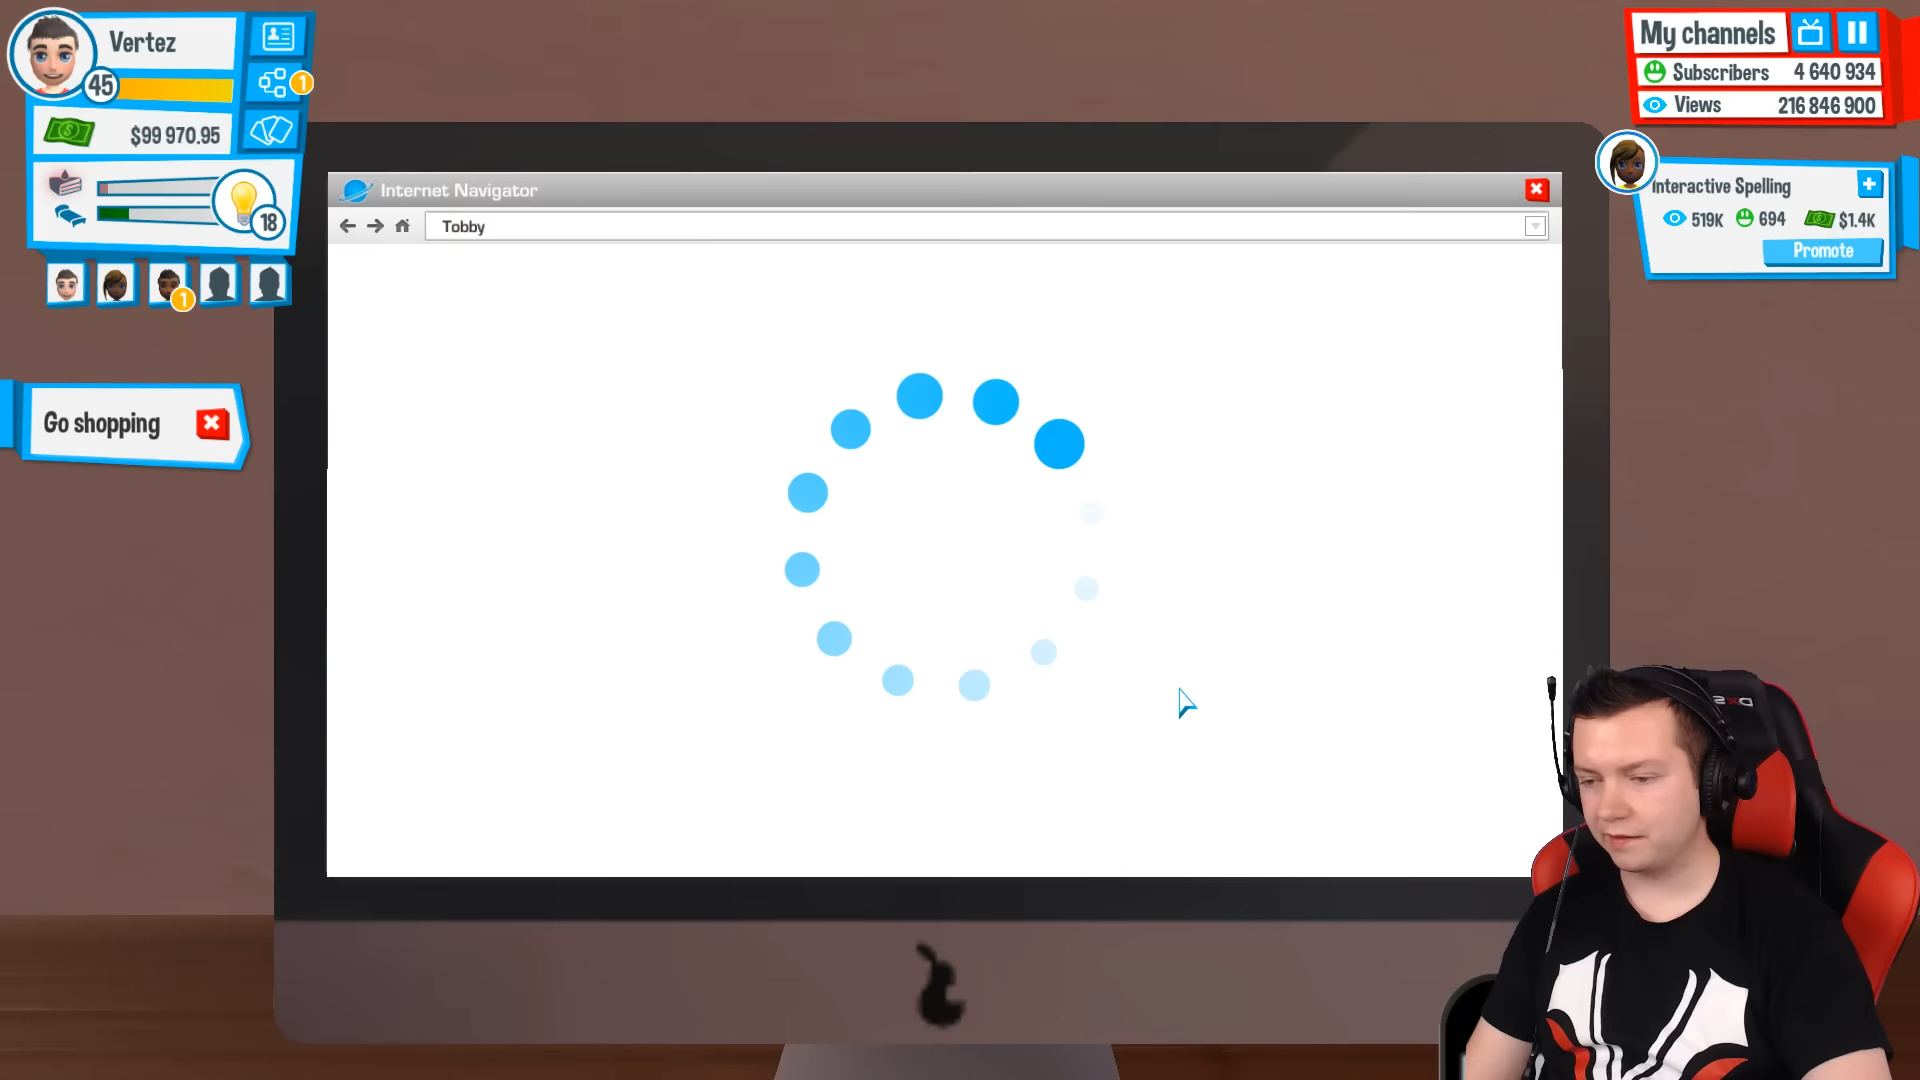 Vertez
45
1
$99 970.95
18
1
Go shopping
Internet Navigator
Tobby
My channels
Subscribers 4 640 934
Views 216 846 900
Interactive Spelling
519K 694 $1.4K
Promote